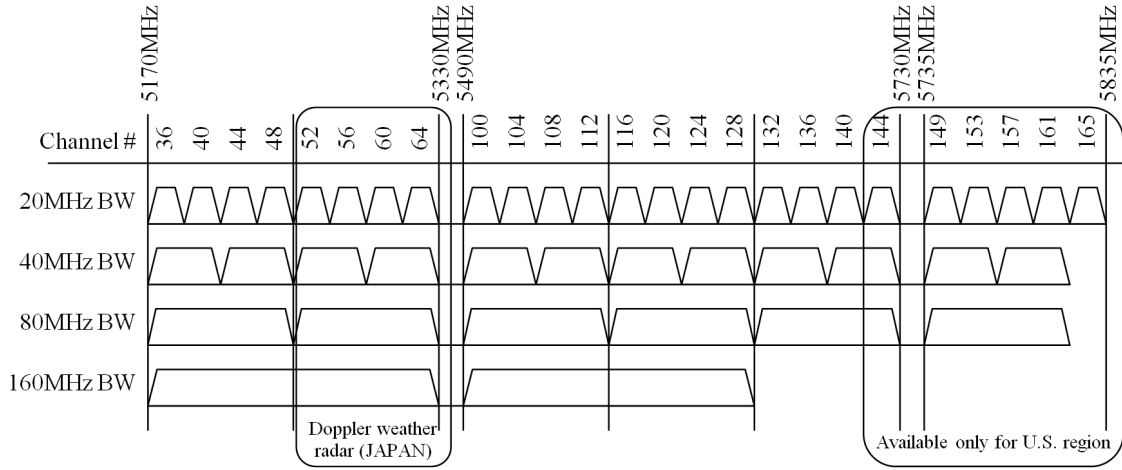 5170MHz
5330MHz
5490MHz
5730MHz
5735MHz
5835MHz
Channel # 36 40 44 48 52 56 60 64 100 104 108 112 116 120 124 128 132 136 140 144 149 153 157 161 165
20MHz BW
40MHz BW
80MHz BW
160MHz BW
Doppler weather
radar (JAPAN)
Available only for U.S. region